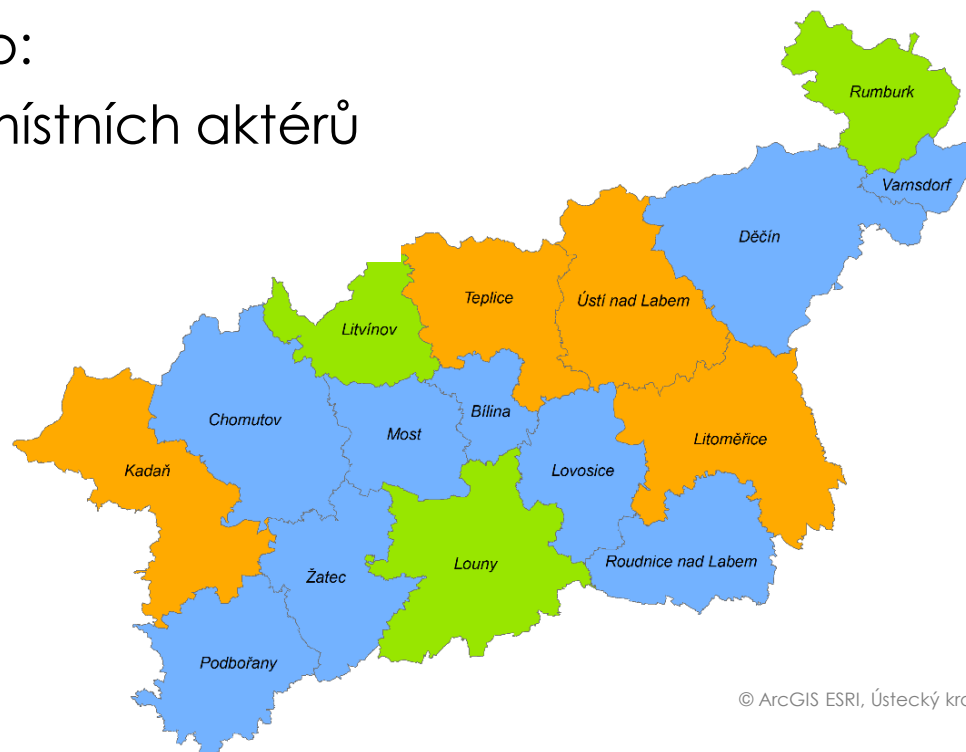 o:
místních aktérů
Rumburk
Varnsdorf
Děčín
Teplice
Ústí nad Labem
Litvínov
Chomutov
Most
Bílina
Litoměřice
Kadaň
Lovosice
Žatec
Louny
Roudnice nad Labem
Podbořany
© ArcGIS ESRI, Ústecký kra